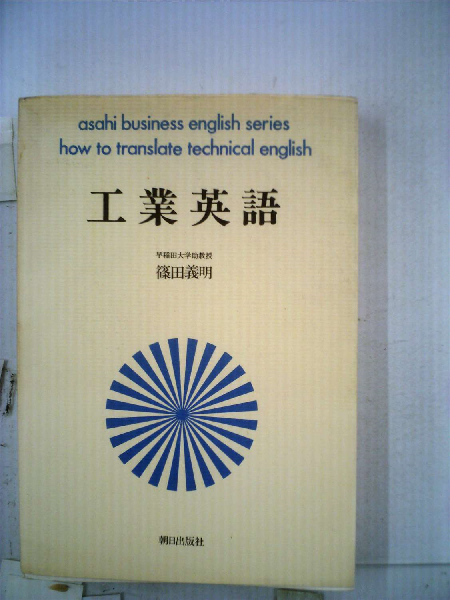 asahi business english series
how to translate technical english
工業英語
早稲田大学助教授
篠田義明
朝日出版社